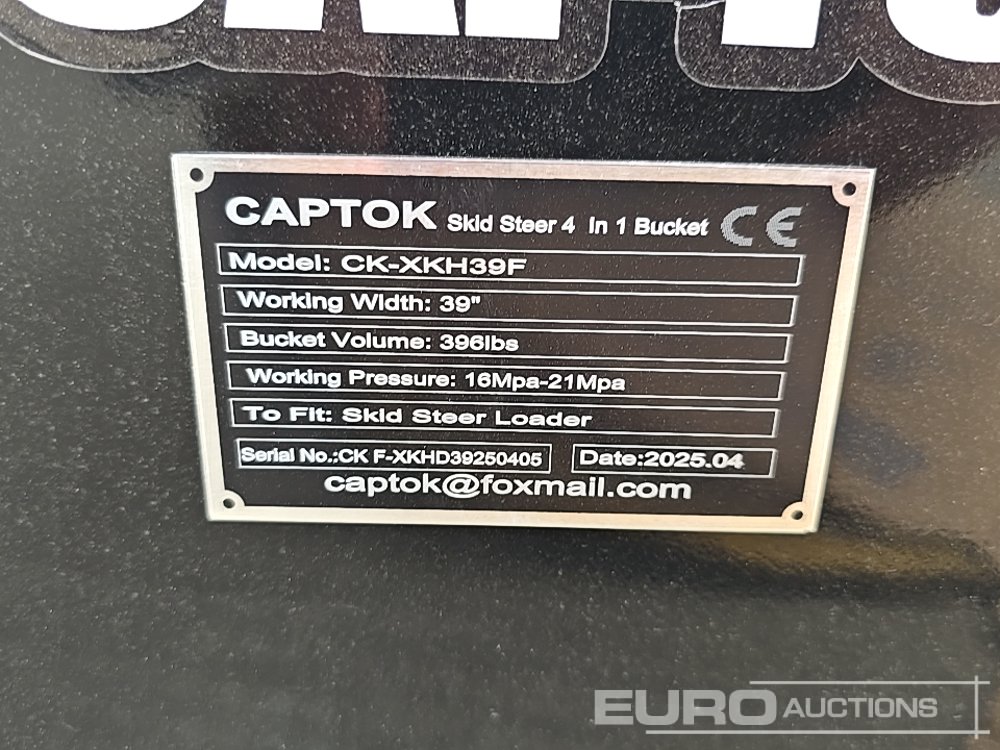 CAPTOK Skid Steer 4 In 1 Bucket CE
Model: CK-XKH39F
Working Width: 39"
Bucket Volume: 396lbs
Working Pressure: 16Mpa-21Mpa
To Fit: Skid Steer Loader
Serial No.:CK F-XKHD39250405 Date:2025.04
captok@foxmail.com
EURO AUCTIONS